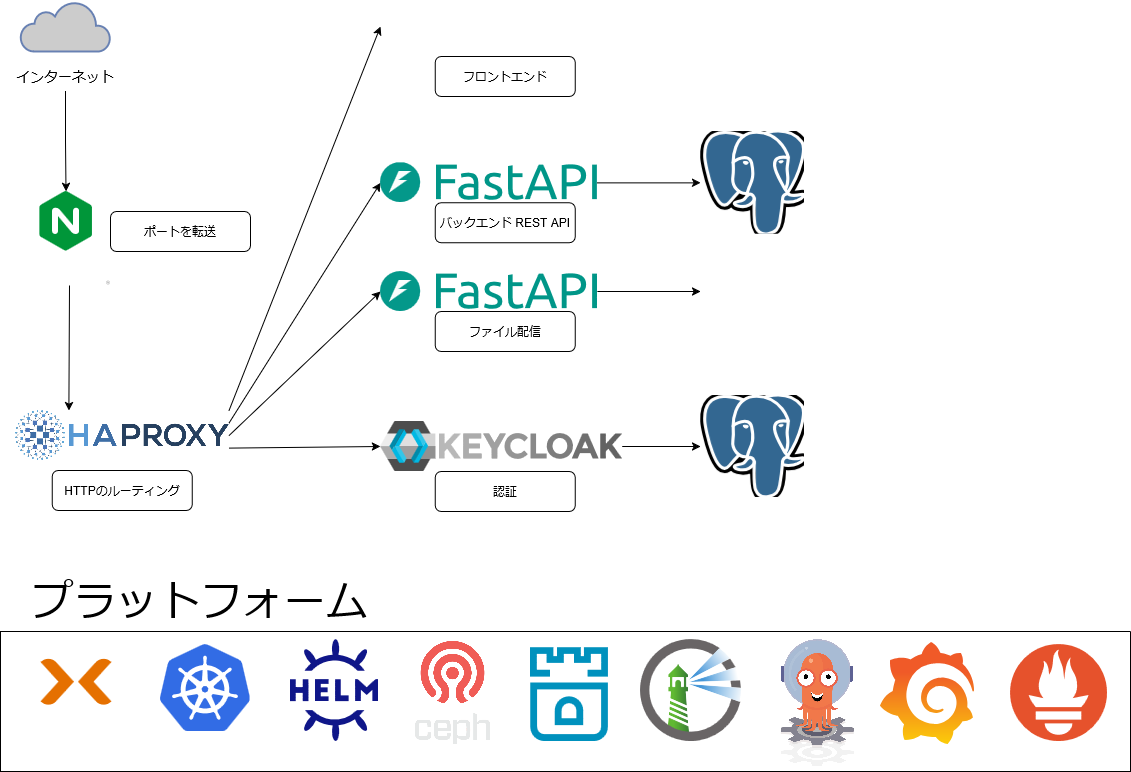 インターネット
フロントエンド
FastAPI
バックエンド REST API
N
ポートを転送
FastAPI
ファイル配信
HAPROXY
HTTPのルーティング
KEYCLOAK
認証
プラットフォーム
HELM
ceph